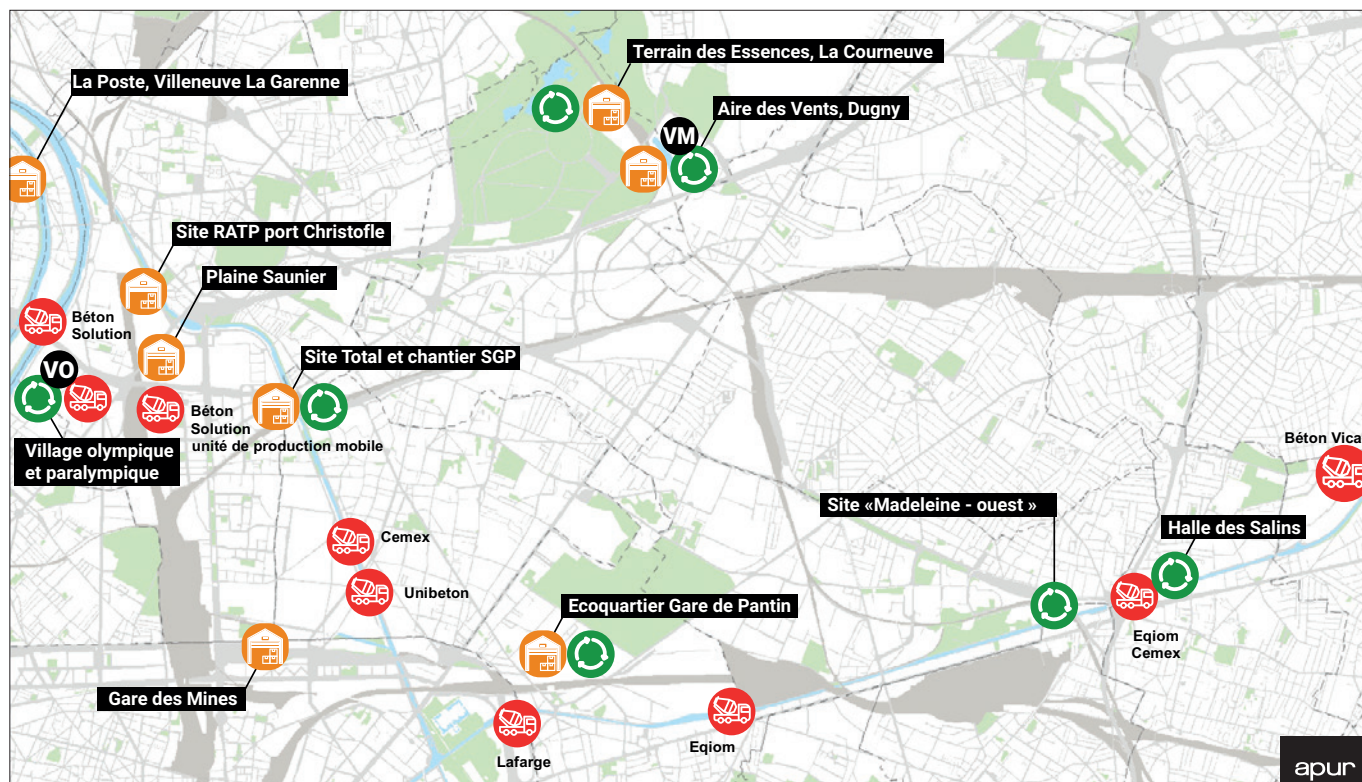 Terrain des Essences, La Courneuve
La Poste, Villeneuve La Garenne
Aire des Vents, Dugny
VM
Site RATP port Christofle
Plaine Saunier
Béton
Solution
Site Total et chantier SGP
VO
Béton
Solution
unité de production mobile
Village olympique
et paralympique
Béton Vica
Site «Madeleine - ouest »
Halle des Salins
Cemex
Unibeton
Ecoquartier Gare de Pantin
Eqiom
Cemex
Gare des Mines
Eqiom
Lafarge
apur